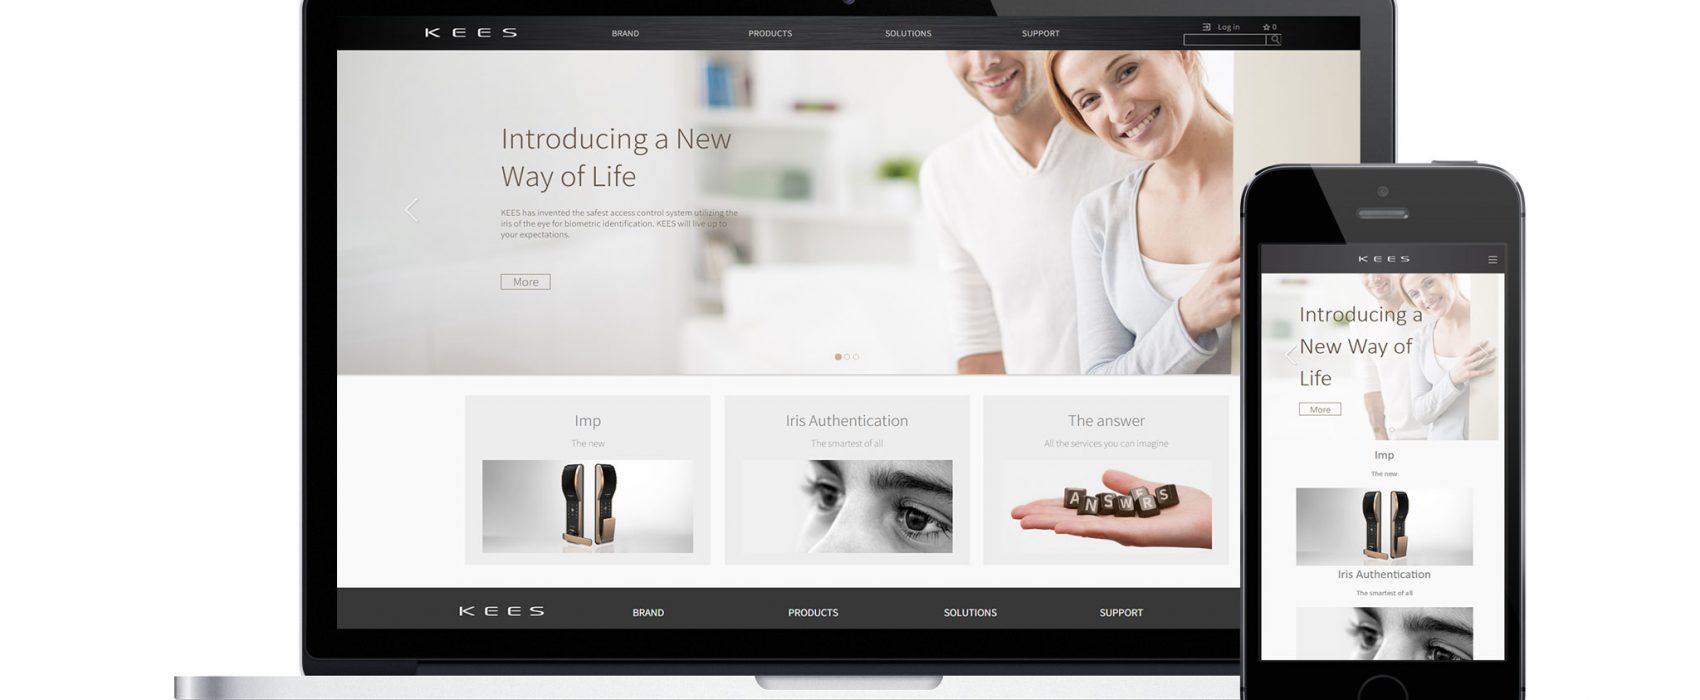 KEES
BRAND
PRODUCTS
SOLUTIONS
SUPPORT
Log in
0
Introducing a New
Way of Life
KEES has invented the safest access control system utilizing the
iris of the eye for biometric identification. KEES will live up to
your expectations.
More
Imp
The new
Iris Authentication
The smartest of all
The answer
All the services you can imagine
ANSWERS
KEES
BRAND
PRODUCTS
SOLUTIONS
SUPPORT
KEES
Introducing a
New Way of
Life
More
Imp
The new
Iris Authentication
The smartest of all